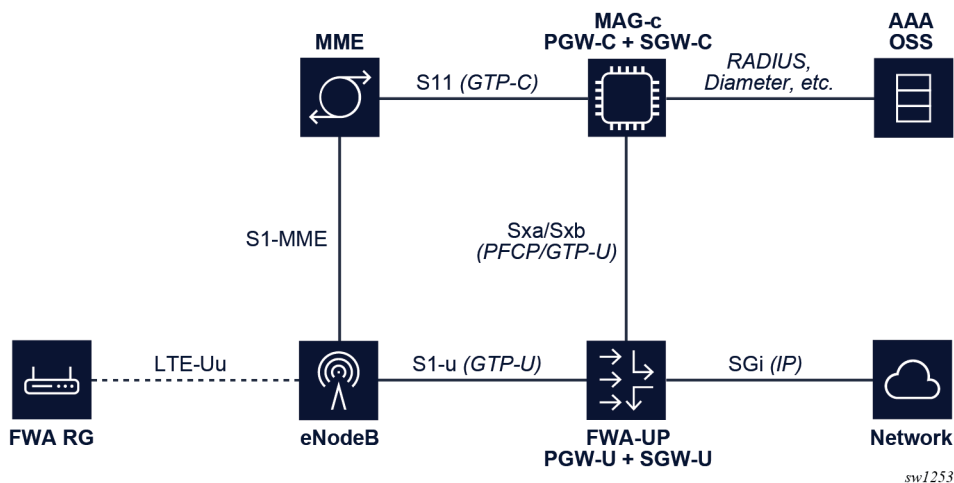 MME
MAG-c
PGW-C + SGW-C
AAA
OSS
S11 (GTP-C)
RADIUS,
Diameter, etc.
S1-MME
Sxa/Sxb
(PFCP/GTP-U)
LTE-Uu
S1-u (GTP-U)
SGi (IP)
FWA RG
eNodeB
FWA-UP
PGW-U + SGW-U
Network
sw1253